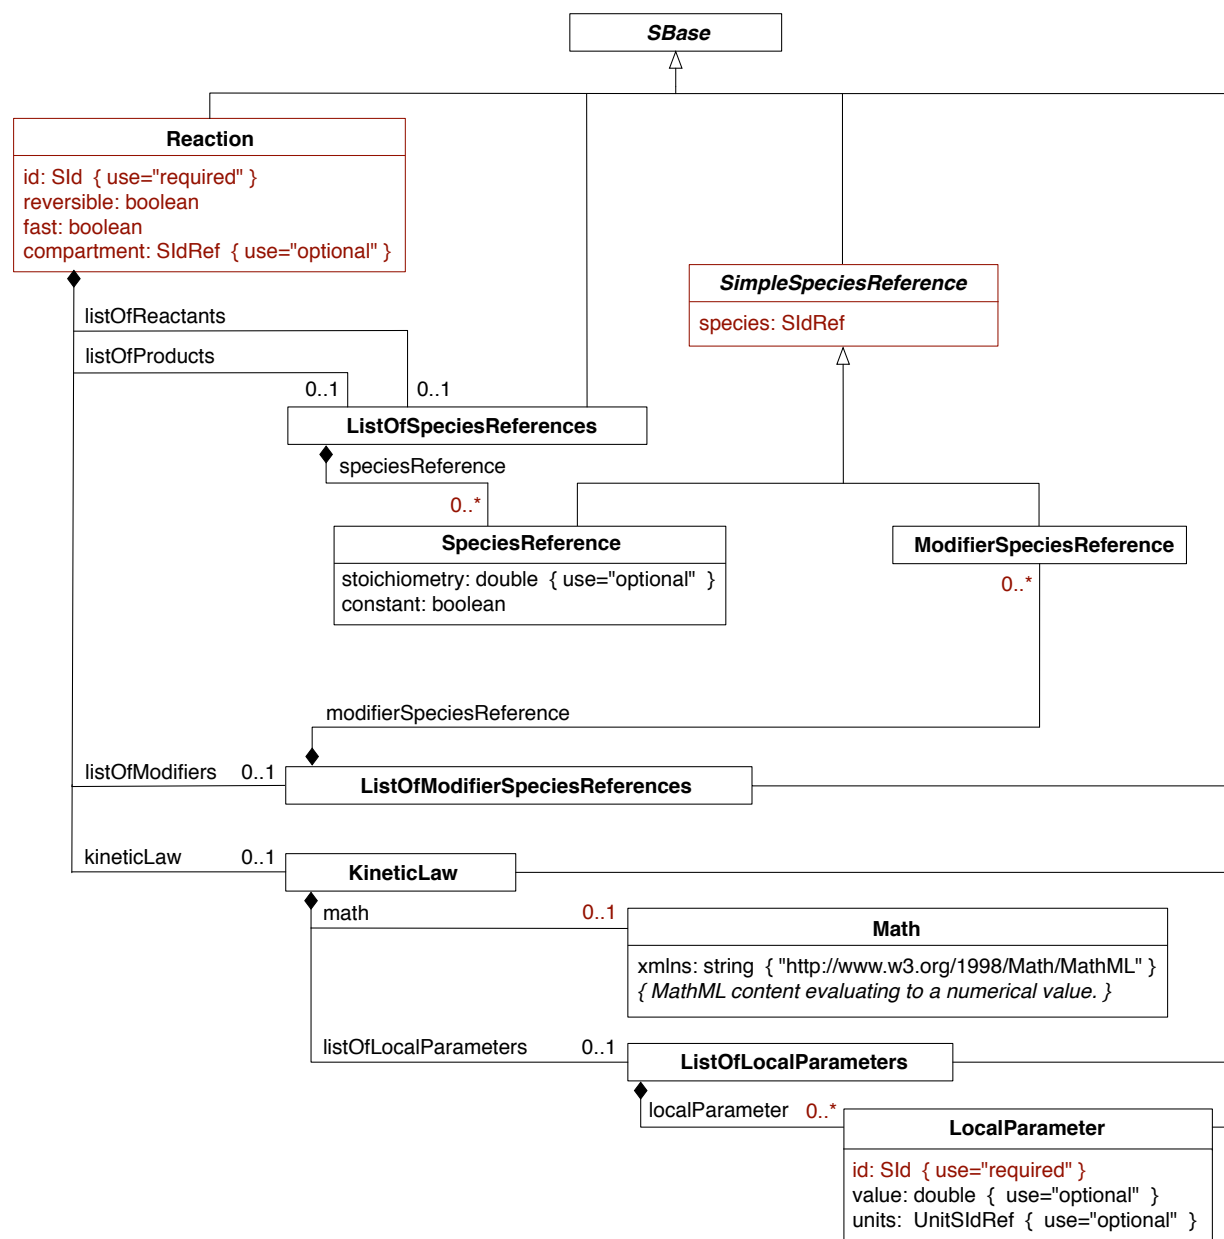 SBase
Reaction
id: SId { use="required" }
reversible: boolean
fast: boolean
compartment: SIdRef { use="optional" }
SimpleSpeciesReference
species: SIdRef
listOfReactants
listOfProducts
0..1
0..1
ListOfSpeciesReferences
speciesReference
0..*
SpeciesReference
stoichiometry: double { use="optional" }
constant: boolean
ModifierSpeciesReference
0..*
modifierSpeciesReference
listOfModifiers 0..1
ListOfModifierSpeciesReferences
kineticLaw 0..1
KineticLaw
math 0..1
Math
xmlns: string { "http://www.w3.org/1998/Math/MathML" }
{ MathML content evaluating to a numerical value. }
listOfLocalParameters 0..1
ListOfLocalParameters
localParameter 0..*
LocalParameter
id: SId { use="required" }
value: double { use="optional" }
units: UnitSIdRef { use="optional" }